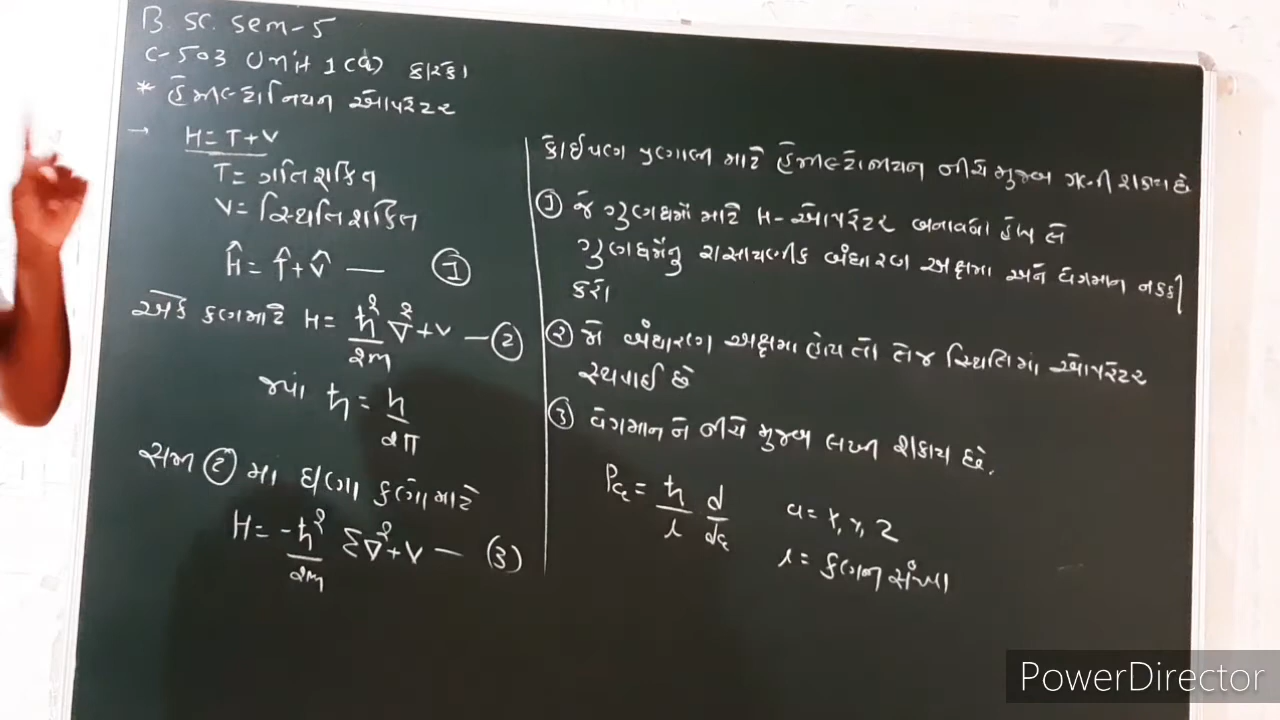 B. Sc. Sem-5
C-503 Unit 1(a) કારકો
* હેમીલ્ટોનિયન ઓપરેટર
→ H = T + V
T = ગતિશક્તિ
V = સ્થિતિશક્તિ
Ĥ = T̂ + V̂ — ①
એક કણ માટે H = ħ²/2m ∇² + V — ②
જ્યાં ħ = h/2π
સમી ② મા ઘણા કણો માટે
H = -ħ²/2m Σ∇² + V — (3)
કોઈપણ પ્રણાલી માટે હેમીલ્ટોનીયન નીચે મુજબ ગણી શકાય છે
① જે ગુણધર્મો માટે H-ઓપરેટર બનાવવો હોય તે
ગુણધર્મનું રાસાયણીક બંધારણ અક્ષમા અને વેગમાન નક્કી
કરો
② જે બંધારણ અક્ષમા હોય તો તેજ સ્થિતિમાં ઓપરેટર
સ્થપાઈ છે
③ વેગમાન ને નીચે મુજબ લખી શકાય છે.
= ħ/i
= x, y, z
i = કણોની સંખ્યા
PowerDirector